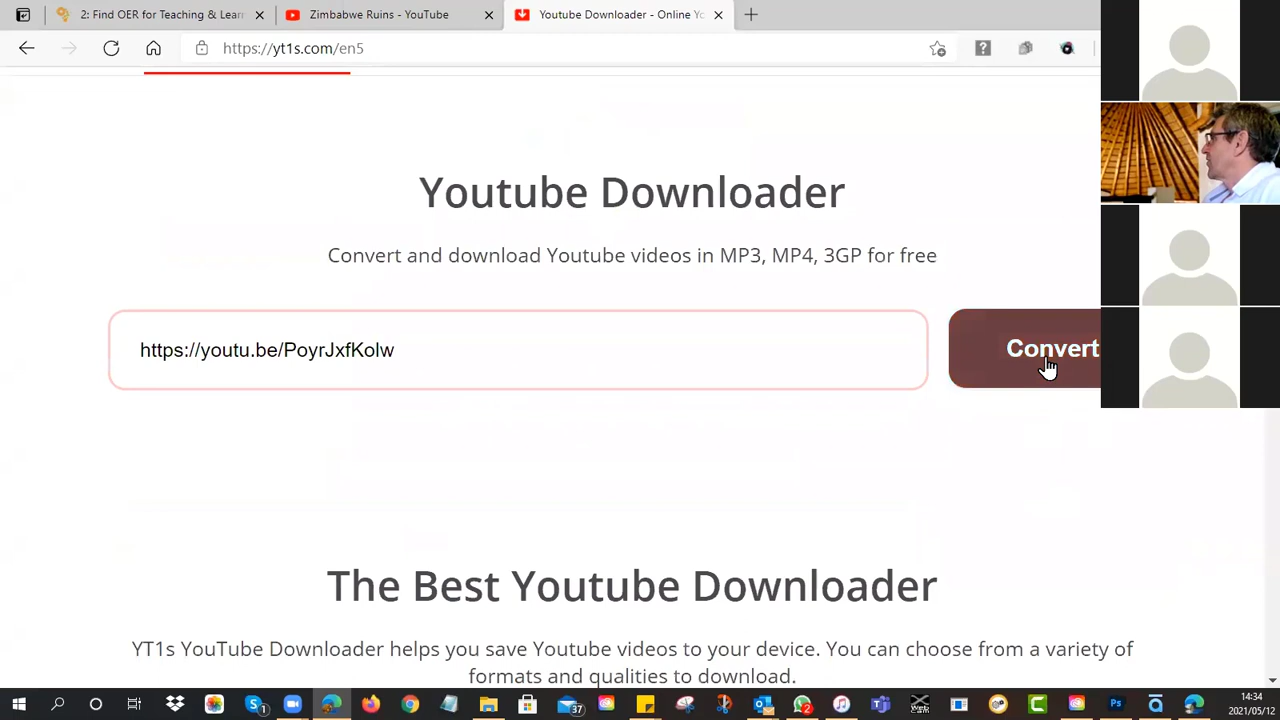 2: Find OER for Teaching & Lear
Zimbabwe Ruins - YouTube
Youtube Downloader - Online Yo
https://yt1s.com/en5
Youtube Downloader
Convert and download Youtube videos in MP3, MP4, 3GP for free
https://youtu.be/PoyrJxfKolw
Convert
The Best Youtube Downloader
YT1s YouTube Downloader helps you save Youtube videos to your device. You can choose from a variety of
formats and qualities to download.
14:34
2021/05/12